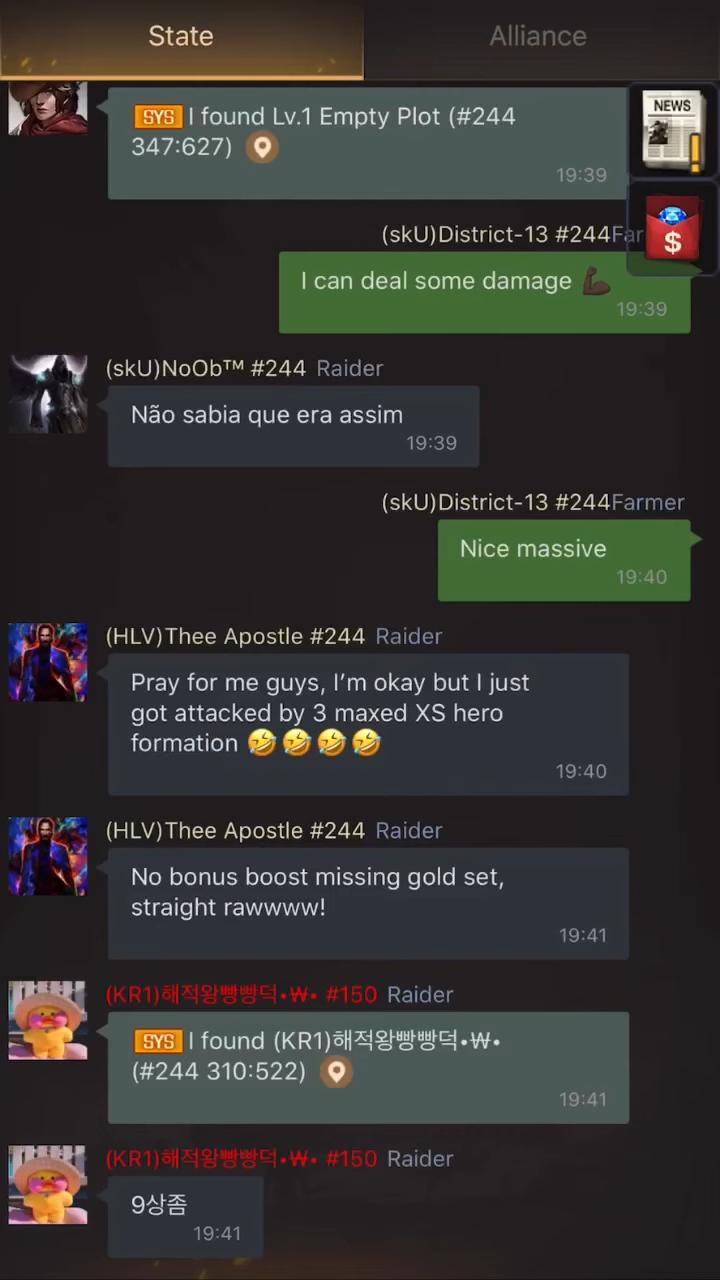 State
Alliance
NEWS
SYS I found Lv.1 Empty Plot (#244
347:627)
19:39
$
(skU)District-13 #244Far
I can deal some damage 💪🏿
19:39
(skU)NoOb™ #244 Raider
Não sabia que era assim
19:39
(skU)District-13 #244Farmer
Nice massive
19:40
(HLV)Thee Apostle #244 Raider
Pray for me guys, I’m okay but I just
got attacked by 3 maxed XS hero
formation 🤣🤣🤣🤣
19:40
(HLV)Thee Apostle #244 Raider
No bonus boost missing gold set,
straight rawwww!
19:41
(KR1)해적왕빵빵덕•₩• #150 Raider
SYS I found (KR1)해적왕빵빵덕•₩•
(#244 310:522)
19:41
(KR1)해적왕빵빵덕•₩• #150 Raider
9상좀
19:41